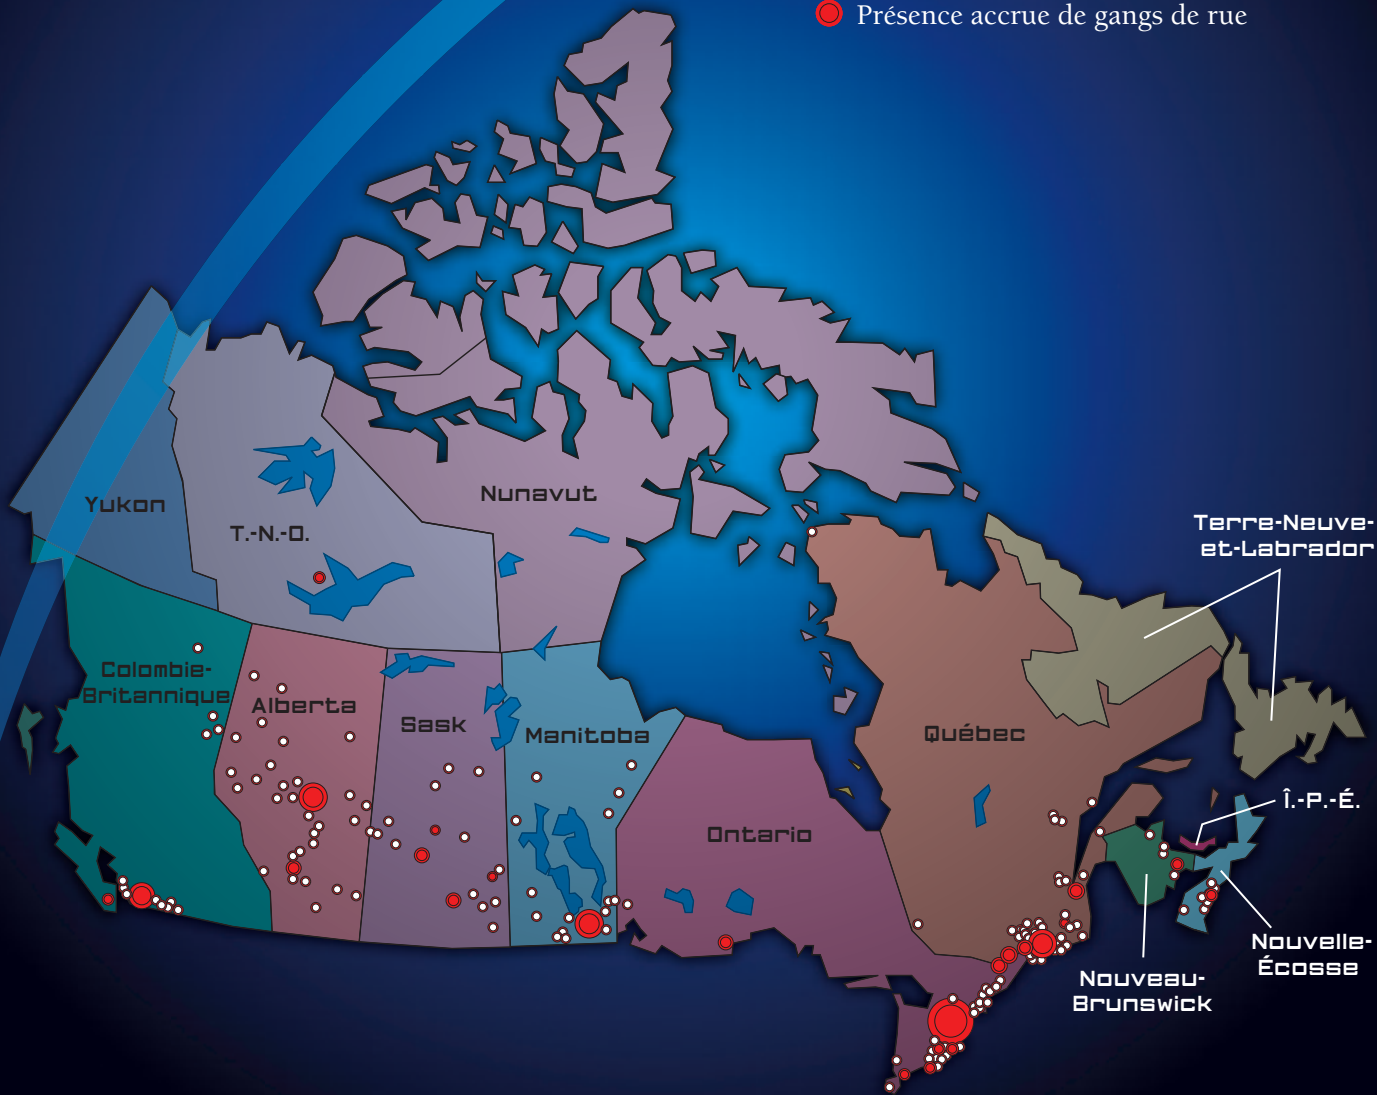 Présence accrue de gangs de rue
Yukon
T.-N.-O.
Nunavut
Terre-Neuve-
et-Labrador
Colombie-
Britannique
Alberta
Sask
Manitoba
Québec
Ontario
Î.-P.-É.
Nouvelle-
Écosse
Nouveau-
Brunswick